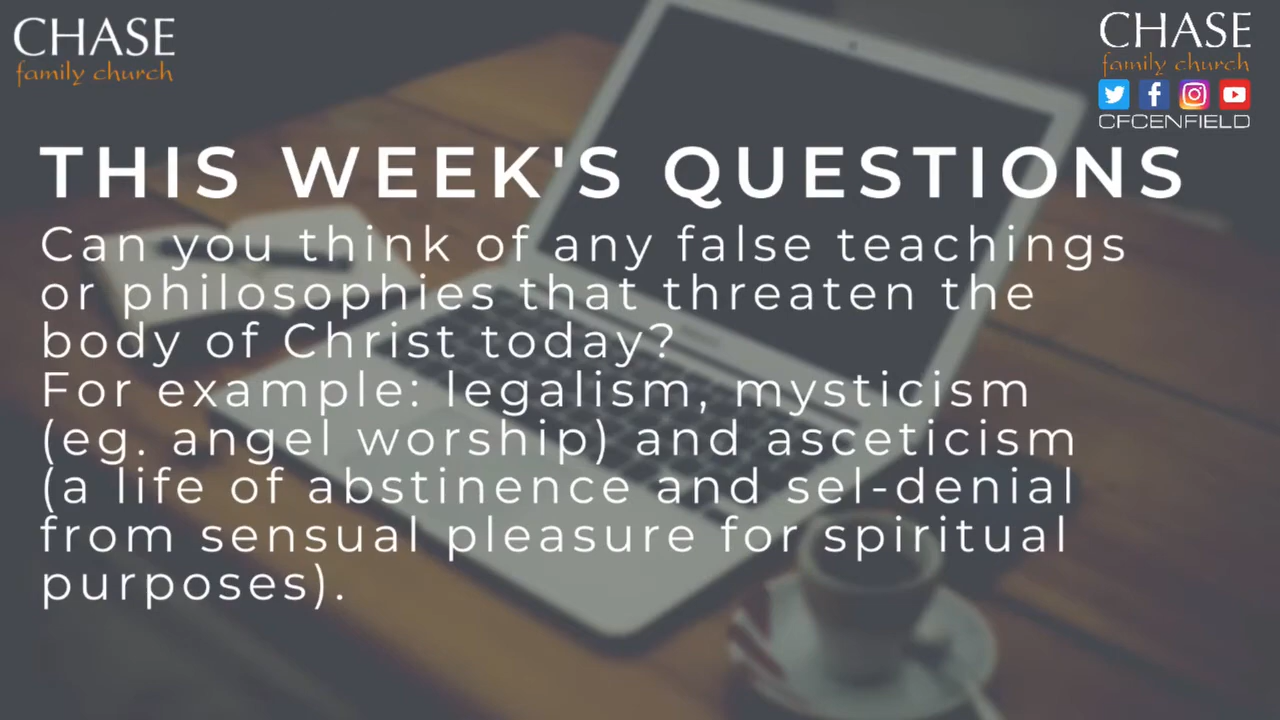 CHASE
family church
CHASE
family church
CFCENFIELD
THIS WEEK'S QUESTIONS
Can you think of any false teachings
or philosophies that threaten the
body of Christ today?
For example: legalism, mysticism
(eg. angel worship) and asceticism
(a life of abstinence and sel-denial
from sensual pleasure for spiritual
purposes).